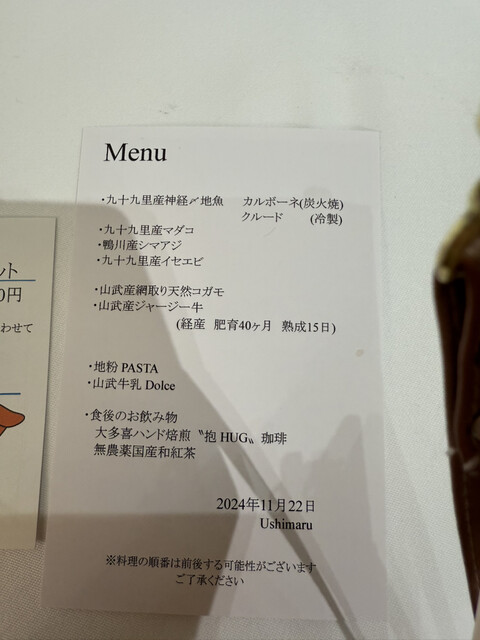 Menu
・九十九里産神経〆地魚 カルボーネ(炭火焼)
クルード (冷製)
・九十九里産マダコ
・鴨川産シマアジ
・九十九里産イセエビ
・山武産網取り天然コガモ
・山武産ジャージー牛
(経産 肥育40ヶ月 熟成15日)
・地粉 PASTA
・山武牛乳 Dolce
・食後のお飲み物
大多喜ハンド焙煎〝抱 HUG〟珈琲
無農薬国産和紅茶
2024年11月22日
Ushimaru
※料理の順番は前後する可能性がございます
ご了承ください
ット
0円
わせて